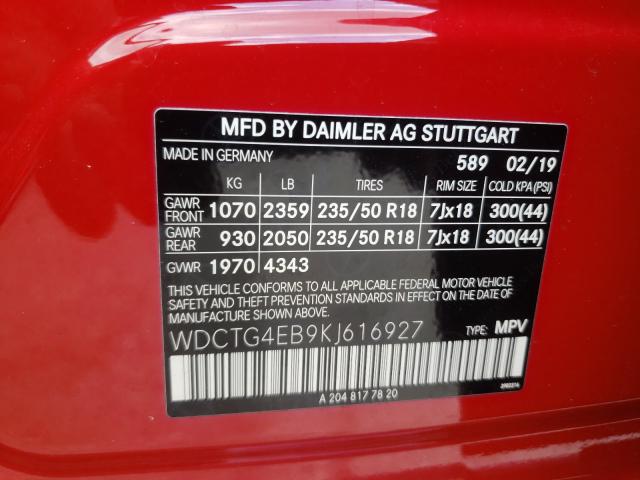 MFD BY DAIMLER AG STUTTGART
MADE IN GERMANY 589 02/19
KG LB TIRES RIM SIZE COLD KPA (PSI)
GAWR FRONT 1070 2359 235/50 R18 7Jx18 300(44)
GAWR REAR 930 2050 235/50 R18 7Jx18 300(44)
GVWR 1970 4343
THIS VEHICLE CONFORMS TO ALL APPLICABLE FEDERAL MOTOR VEHICLE
SAFETY AND THEFT PREVENTION STANDARDS IN EFFECT ON THE DATE OF
MANUFACTURE SHOWN ABOVE.
WDCTG4EB9KJ616927 TYPE: MPV
A 204 817 78 20